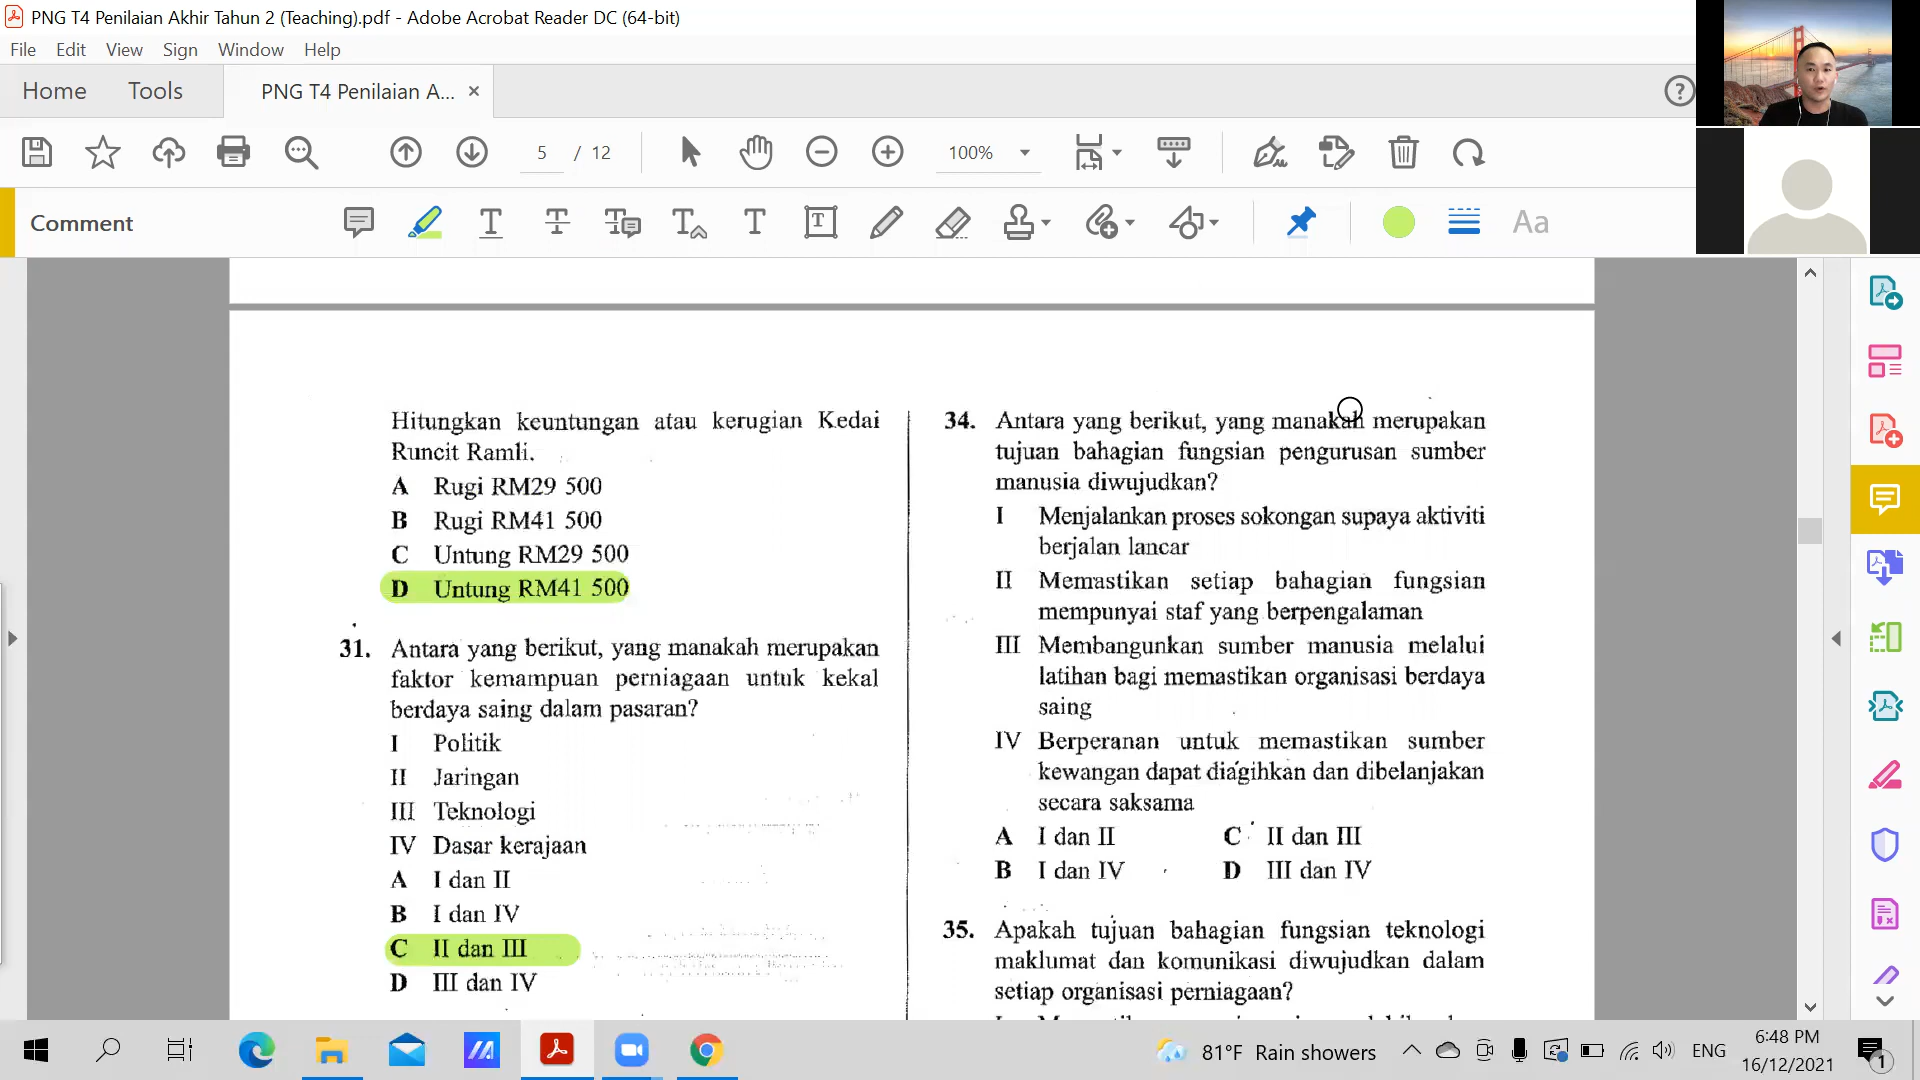 PNG T4 Penilaian Akhir Tahun 2 (Teaching).pdf - Adobe Acrobat Reader DC (64-bit)
File Edit View Sign Window Help
Home Tools PNG T4 Penilaian A... ×
5 / 12 100%
Comment
Aa
Hitungkan keuntungan atau kerugian Kedai
Runcit Ramli.
A Rugi RM29 500
B Rugi RM41 500
C Untung RM29 500
D Untung RM41 500
31. Antara yang berikut, yang manakah merupakan
faktor kemampuan perniagaan untuk kekal
berdaya saing dalam pasaran?
I Politik
II Jaringan
III Teknologi
IV Dasar kerajaan
A I dan II
B I dan IV
C II dan III
D III dan IV
34. Antara yang berikut, yang manakah merupakan
tujuan bahagian fungsian pengurusan sumber
manusia diwujudkan?
I Menjalankan proses sokongan supaya aktiviti
berjalan lancar
II Memastikan setiap bahagian fungsian
mempunyai staf yang berpengalaman
III Membangunkan sumber manusia melalui
latihan bagi memastikan organisasi berdaya
saing
IV Berperanan untuk memastikan sumber
kewangan dapat diagihkan dan dibelanjakan
secara saksama
A I dan II C II dan III
B I dan IV D III dan IV
35. Apakah tujuan bahagian fungsian teknologi
maklumat dan komunikasi diwujudkan dalam
setiap organisasi perniagaan?
81°F Rain showers ENG 6:48 PM
16/12/2021
1